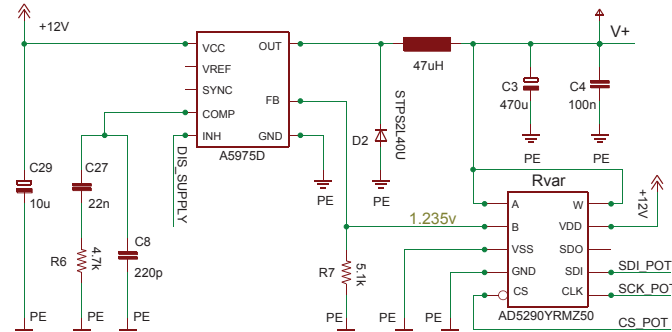 +12V
V+
VCC
OUT
VREF
SYNC
FB
COMP
INH
GND
A5975D
47uH
C3
470u
C4
100n
STPS2L40U
D2
DIS_SUPPLY
PE
PE
PE
PE
C29
10u
C27
22n
R6
4.7k
C8
220p
Rvar
1.235v
A
W
B
VDD
VSS
SDO
GND
SDI
CS
CLK
AD5290YRMZ50
+12V
SDI_POT
SCK_POT
CS_POT
R7
5.1k
PE
PE
PE
PE
PE
PE